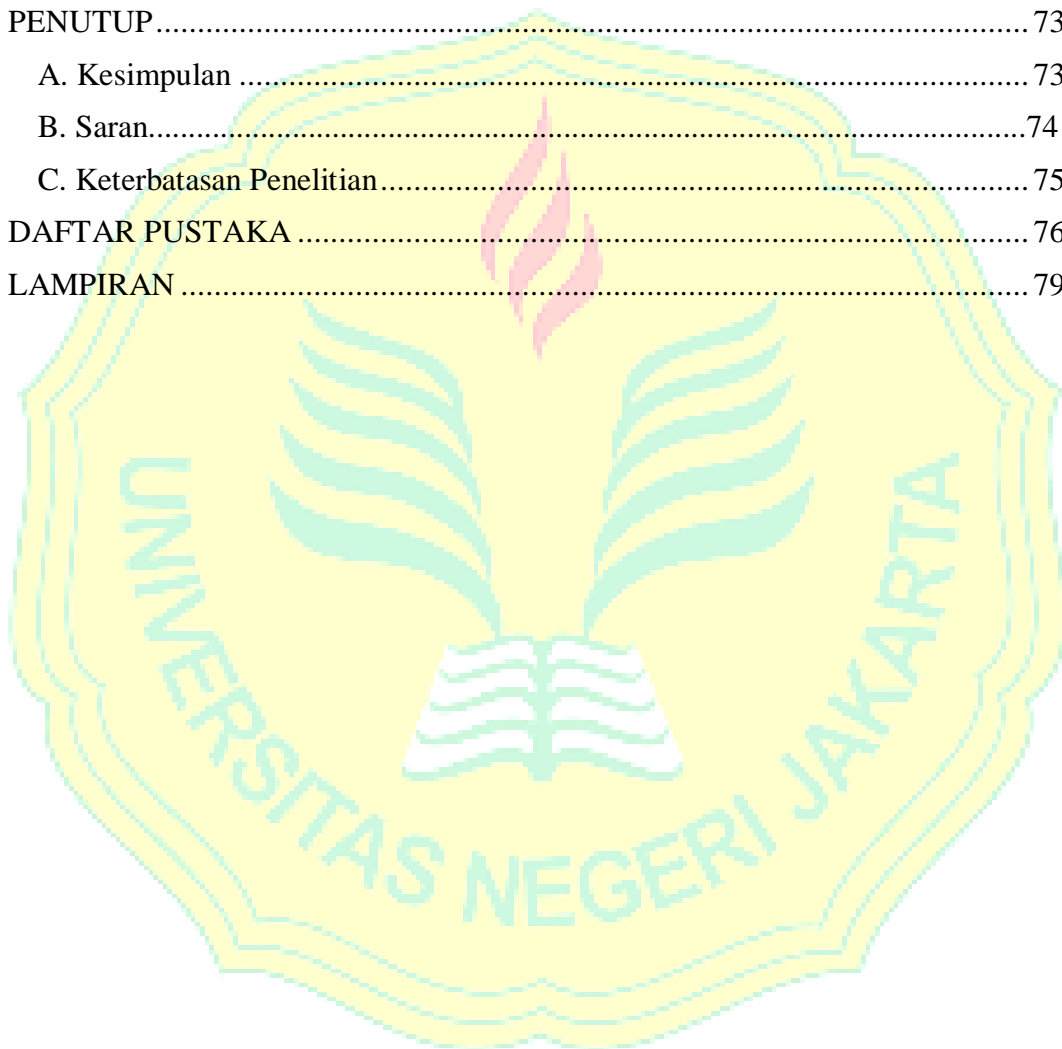 PENUTUP........................................................................................................ 73
A. Kesimpulan ............................................................................................. 73
B. Saran.........................................................................................................74
C. Keterbatasan Penelitian............................................................................ 75
DAFTAR PUSTAKA ...................................................................................... 76
LAMPIRAN .................................................................................................... 79
UNIVERSITAS NEGERI JAKARTA